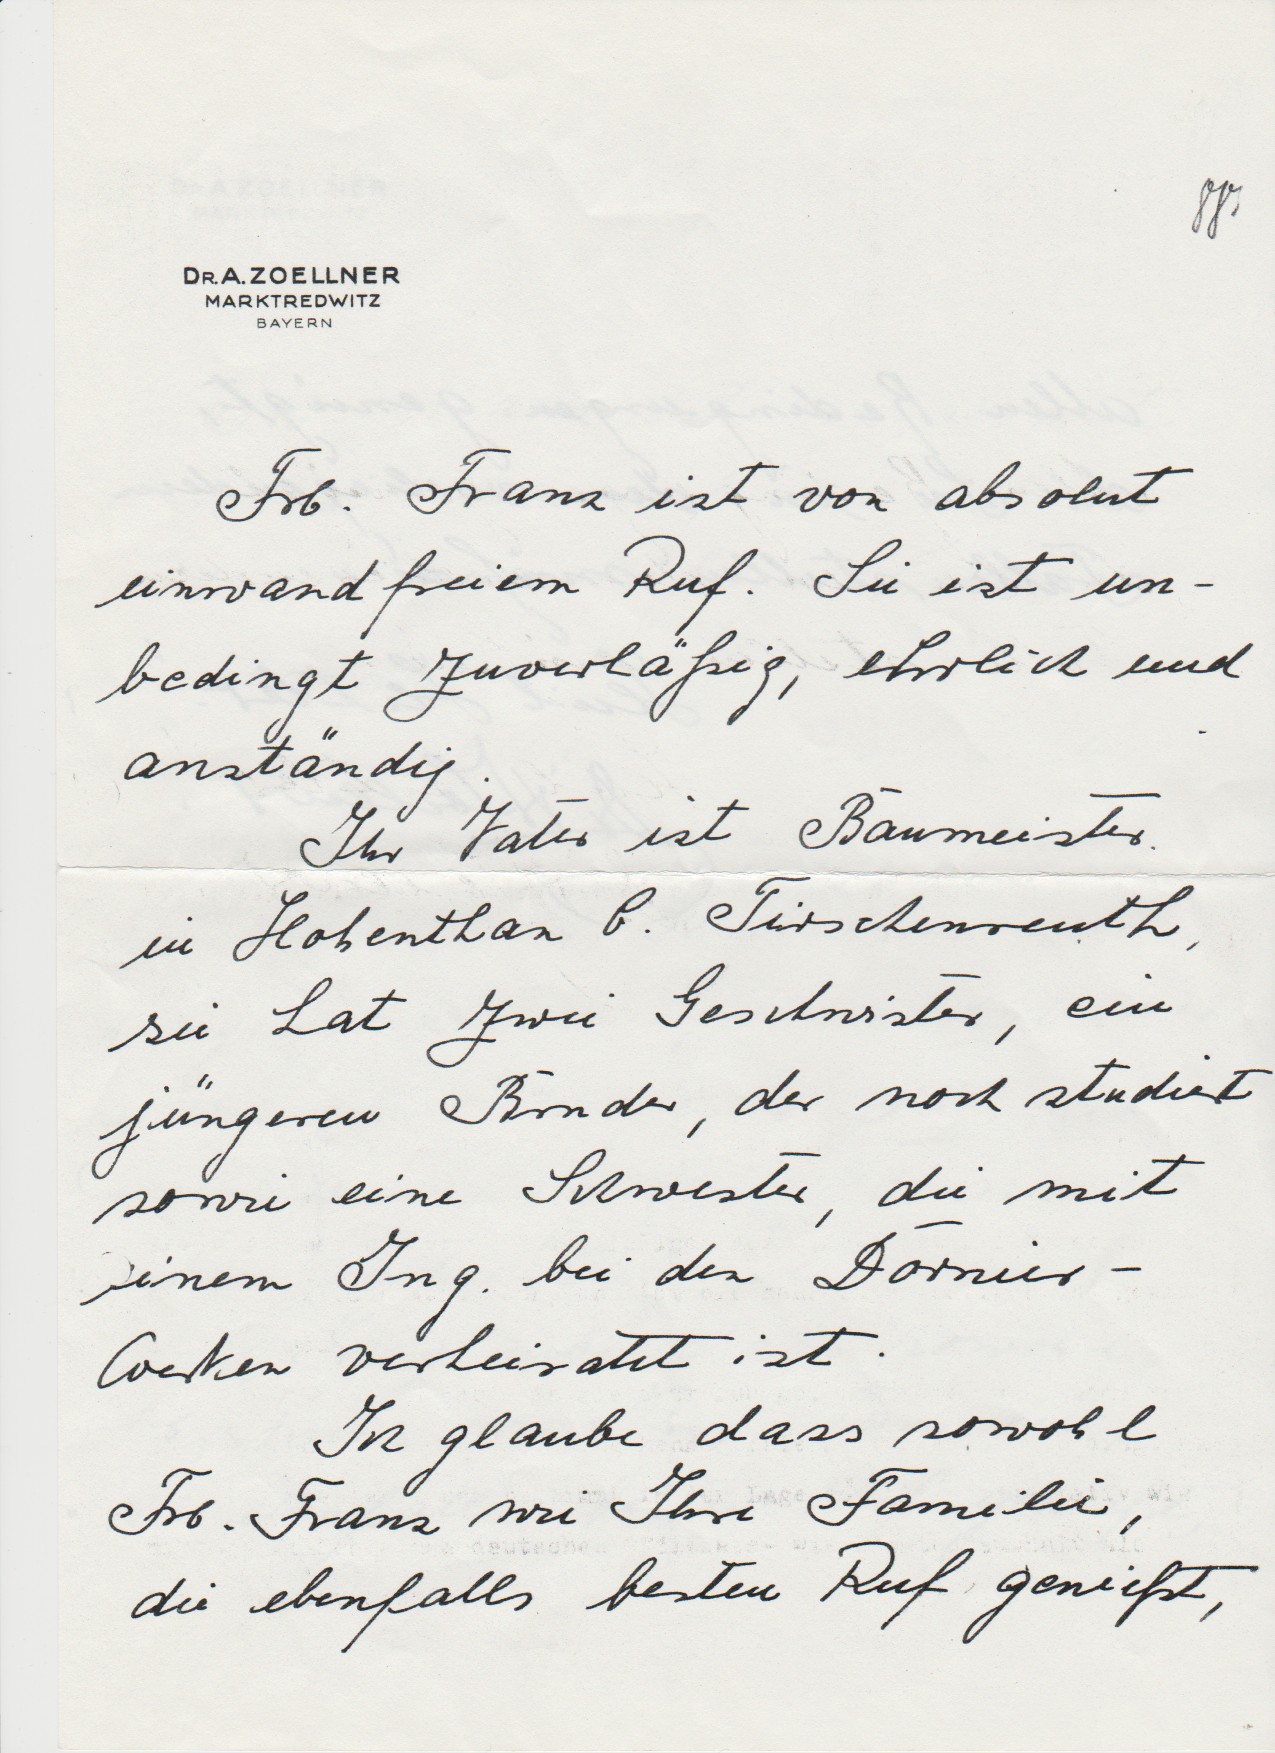 DR. A. ZOELLNER
MARKTREDWITZ
BAYERN
Frl. Franz ist von absolut
einwandfreiem Ruf. Sie ist un-
bedingt zuverläßig, ehrlich und
anständig.
Ihr Vater ist Baumeister
in Hohenthan b. Tirschenreuth,
sie hat zwei Geschwister, ein
jüngeren Bruder, der noch studiert
sowie eine Schwester, die mit
einem Ing. bei den Dornier-
Werken verheiratet ist.
Ich glaube dass sowohl
Frl. Franz wie Ihre Familie,
die ebenfalls besten Ruf genießt,